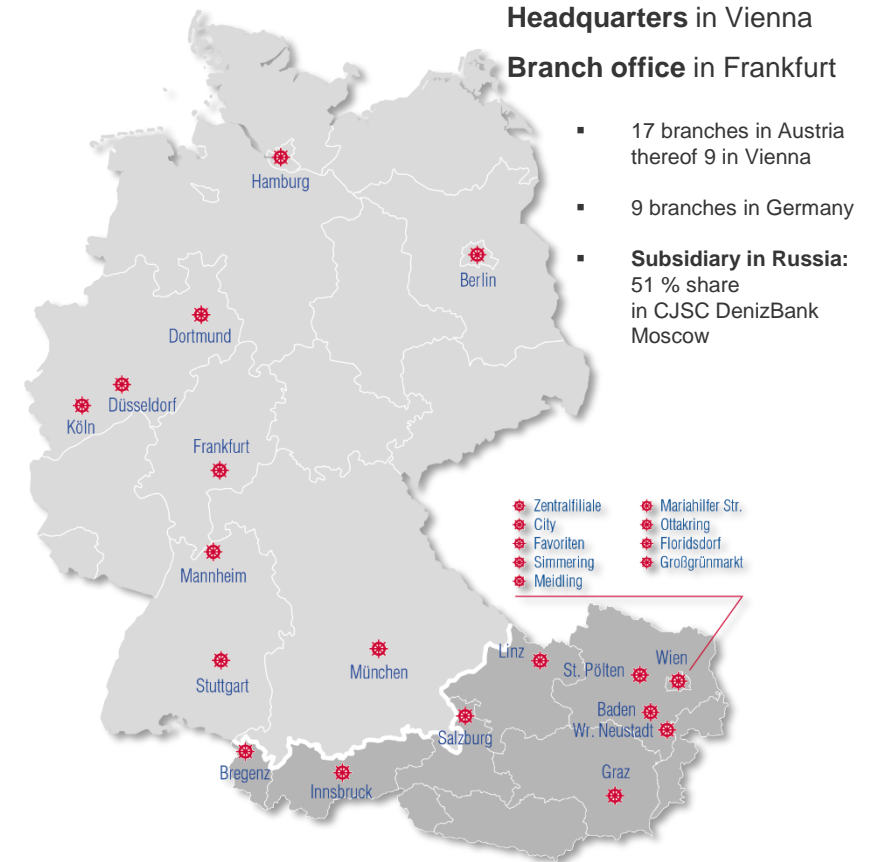 Headquarters in Vienna
Branch office in Frankfurt
▪ 17 branches in Austria
thereof 9 in Vienna
▪ 9 branches in Germany
▪ Subsidiary in Russia:
51 % share
in CJSC DenizBank
Moscow
Hamburg
Berlin
Dortmund
Düsseldorf
Köln
Frankfurt
Mannheim
Stuttgart
München
Zentralfiliale
City
Favoriten
Simmering
Meidling
Mariahilfer Str.
Ottakring
Floridsdorf
Großgrünmarkt
Linz
St. Pölten
Wien
Baden
Wr. Neustadt
Salzburg
Bregenz
Innsbruck
Graz